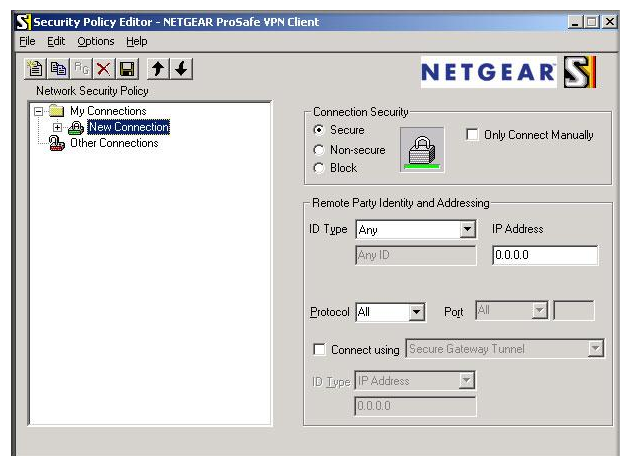 Security Policy Editor - NETGEAR ProSafe VPN Client
File Edit Options Help
NETGEAR S
Network Security Policy
My Connections
New Connection
Other Connections
Connection Security
Secure
Non-secure
Block
Only Connect Manually
Remote Party Identity and Addressing
ID Type Any IP Address
Any ID 0.0.0.0
Protocol All Port All
Connect using Secure Gateway Tunnel
ID Type IP Address
0.0.0.0